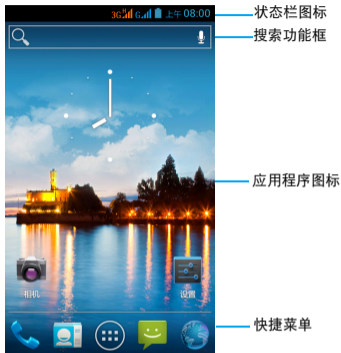 3G G 上午 08:00
状态栏图标
搜索功能框
应用程序图标
相机
设置
快捷菜单